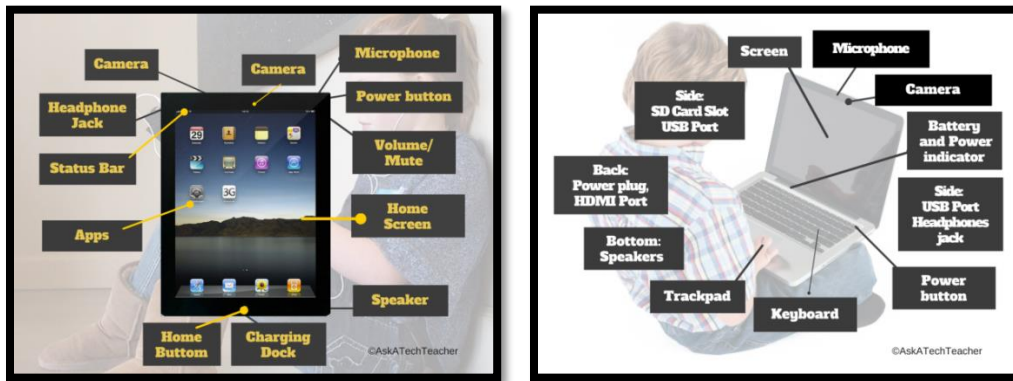 Camera
Camera
Microphone
Headphone
Jack
Power button
Status Bar
Volume/
Mute
29
3G
Apps
Home
Screen
Speaker
Home
Buttom
Charging
Dock
©AskATechTeacher
Screen
Microphone
Side:
SD Card Slot
USB Port
Camera
Battery
and Power
indicator
Back:
Power plug,
HDMI Port
Side:
USB Port
Headphones
jack
Bottom:
Speakers
Trackpad
Keyboard
Power
button
©AskATechTeacher